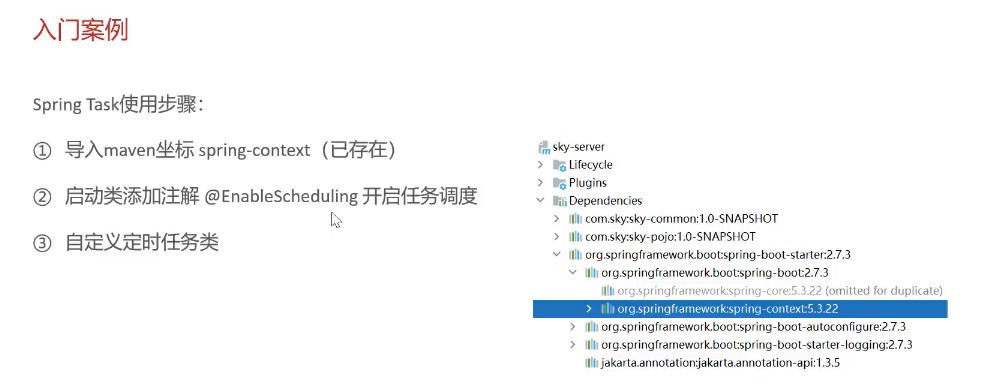 入门案例
Spring Task使用步骤：
① 导入maven坐标 spring-context（已存在）
② 启动类添加注解 @EnableScheduling 开启任务调度
③ 自定义定时任务类
sky-server
Lifecycle
Plugins
Dependencies
com.sky:sky-common:1.0-SNAPSHOT
com.sky:sky-pojo:1.0-SNAPSHOT
org.springframework.boot:spring-boot-starter:2.7.3
org.springframework.boot:spring-boot:2.7.3
org.springframework:spring-core:5.3.22 (omitted for duplicate)
org.springframework:spring-context:5.3.22
org.springframework.boot:spring-boot-autoconfigure:2.7.3
org.springframework.boot:spring-boot-starter-logging:2.7.3
jakarta.annotation:jakarta.annotation-api:1.3.5